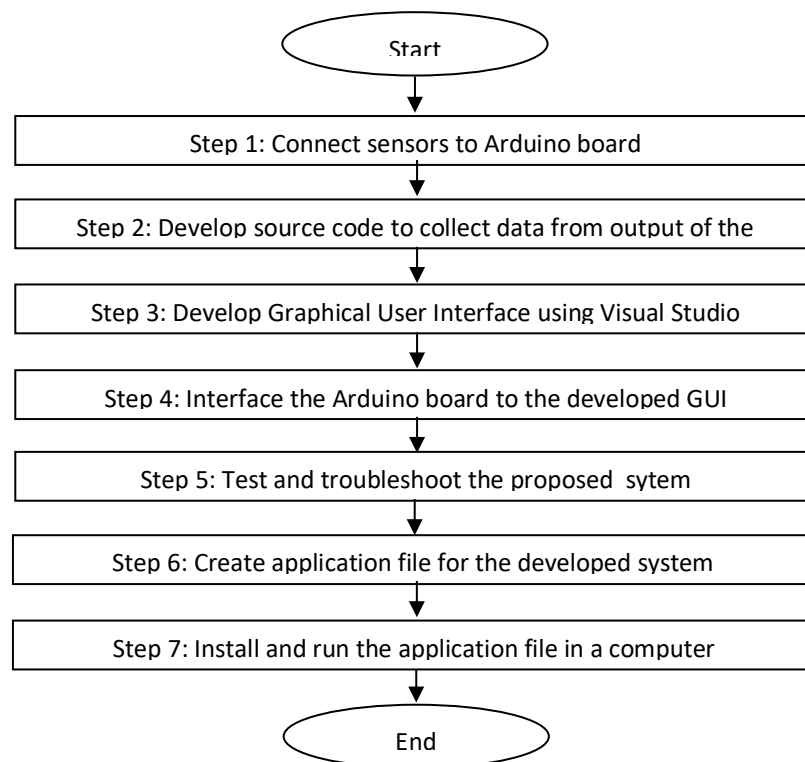 Start
Step 1: Connect sensors to Arduino board
Step 2: Develop source code to collect data from output of the
Step 3: Develop Graphical User Interface using Visual Studio
Step 4: Interface the Arduino board to the developed GUI
Step 5: Test and troubleshoot the proposed  sytem
Step 6: Create application file for the developed system
Step 7: Install and run the application file in a computer
End